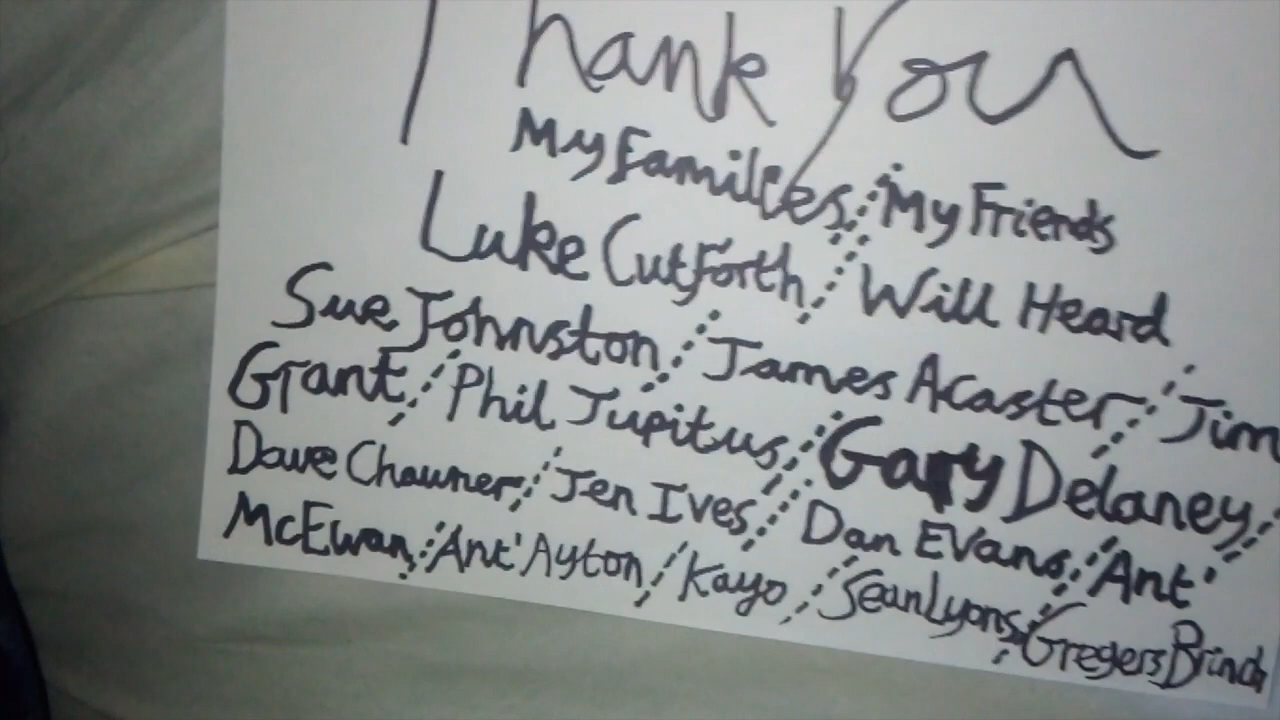 Thank You
My Familes My Friends
Luke Cutforth Will Heard
Sue Johnston James Acaster Jim
Grant Phil Jupitus Gary Delaney
Dave Chawner Jen Ives Dan Evans Ant'
McEwan Ant' Ayton Kayo Sean Lyons Gregers Brinch